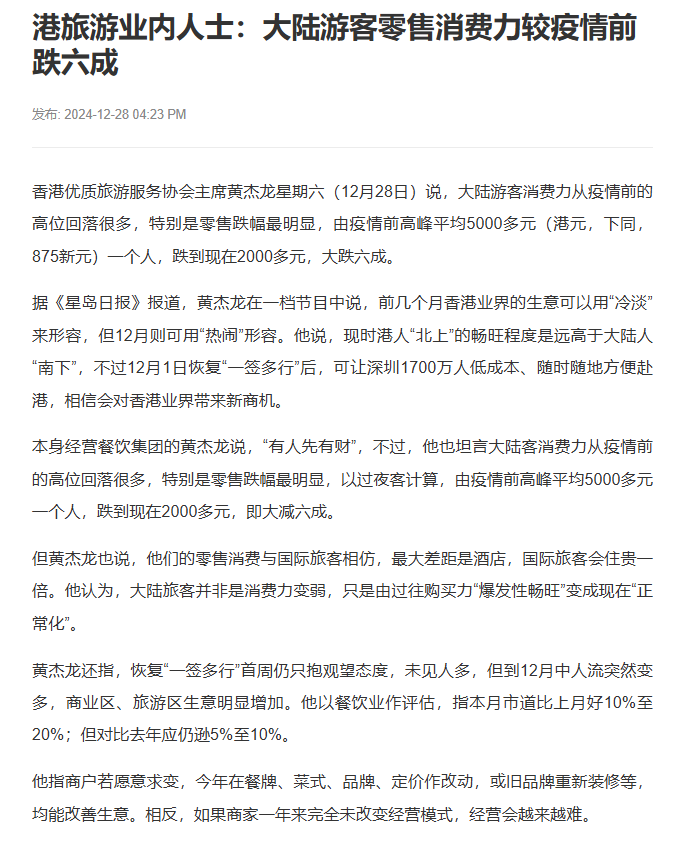 港旅游业内人士：大陆游客零售消费力较疫情前
跌六成
发布: 2024-12-28 04:23 PM
香港优质旅游服务协会主席黄杰龙星期六（12月28日）说，大陆游客消费力从疫情前的
高位回落很多，特别是零售跌幅最明显，由疫情前高峰平均5000多元（港元，下同，
875新元）一个人，跌到现在2000多元，大跌六成。
据《星岛日报》报道，黄杰龙在一档节目中说，前几个月香港业界的生意可以用“冷淡”
来形容，但12月则可用“热闹”形容。他说，现时港人“北上”的畅旺程度是远高于大陆人
“南下”，不过12月1日恢复“一签多行”后，可让深圳1700万人低成本、随时随地方便赴
港，相信会对香港业界带来新商机。
本身经营餐饮集团的黄杰龙说，“有人先有财”，不过，他也坦言大陆客消费力从疫情前
的高位回落很多，特别是零售跌幅最明显，以过夜客计算，由疫情前高峰平均5000多元
一个人，跌到现在2000多元，即大减六成。
但黄杰龙也说，他们的零售消费与国际旅客相仿，最大差距是酒店，国际旅客会住贵一
倍。他认为，大陆旅客并非是消费力变弱，只是由过往购买力“爆发性畅旺”变成现在“正
常化”。
黄杰龙还指，恢复“一签多行”首周仍只抱观望态度，未见人多，但到12月中人流突然变
多，商业区、旅游区生意明显增加。他以餐饮业作评估，指本月市道比上月好10%至
20%；但对比去年应仍逊5%至10%。
他指商户若愿意求变，今年在餐牌、菜式、品牌、定价作改动，或旧品牌重新装修等，
均能改善生意。相反，如果商家一年来完全未改变经营模式，经营会越来越难。